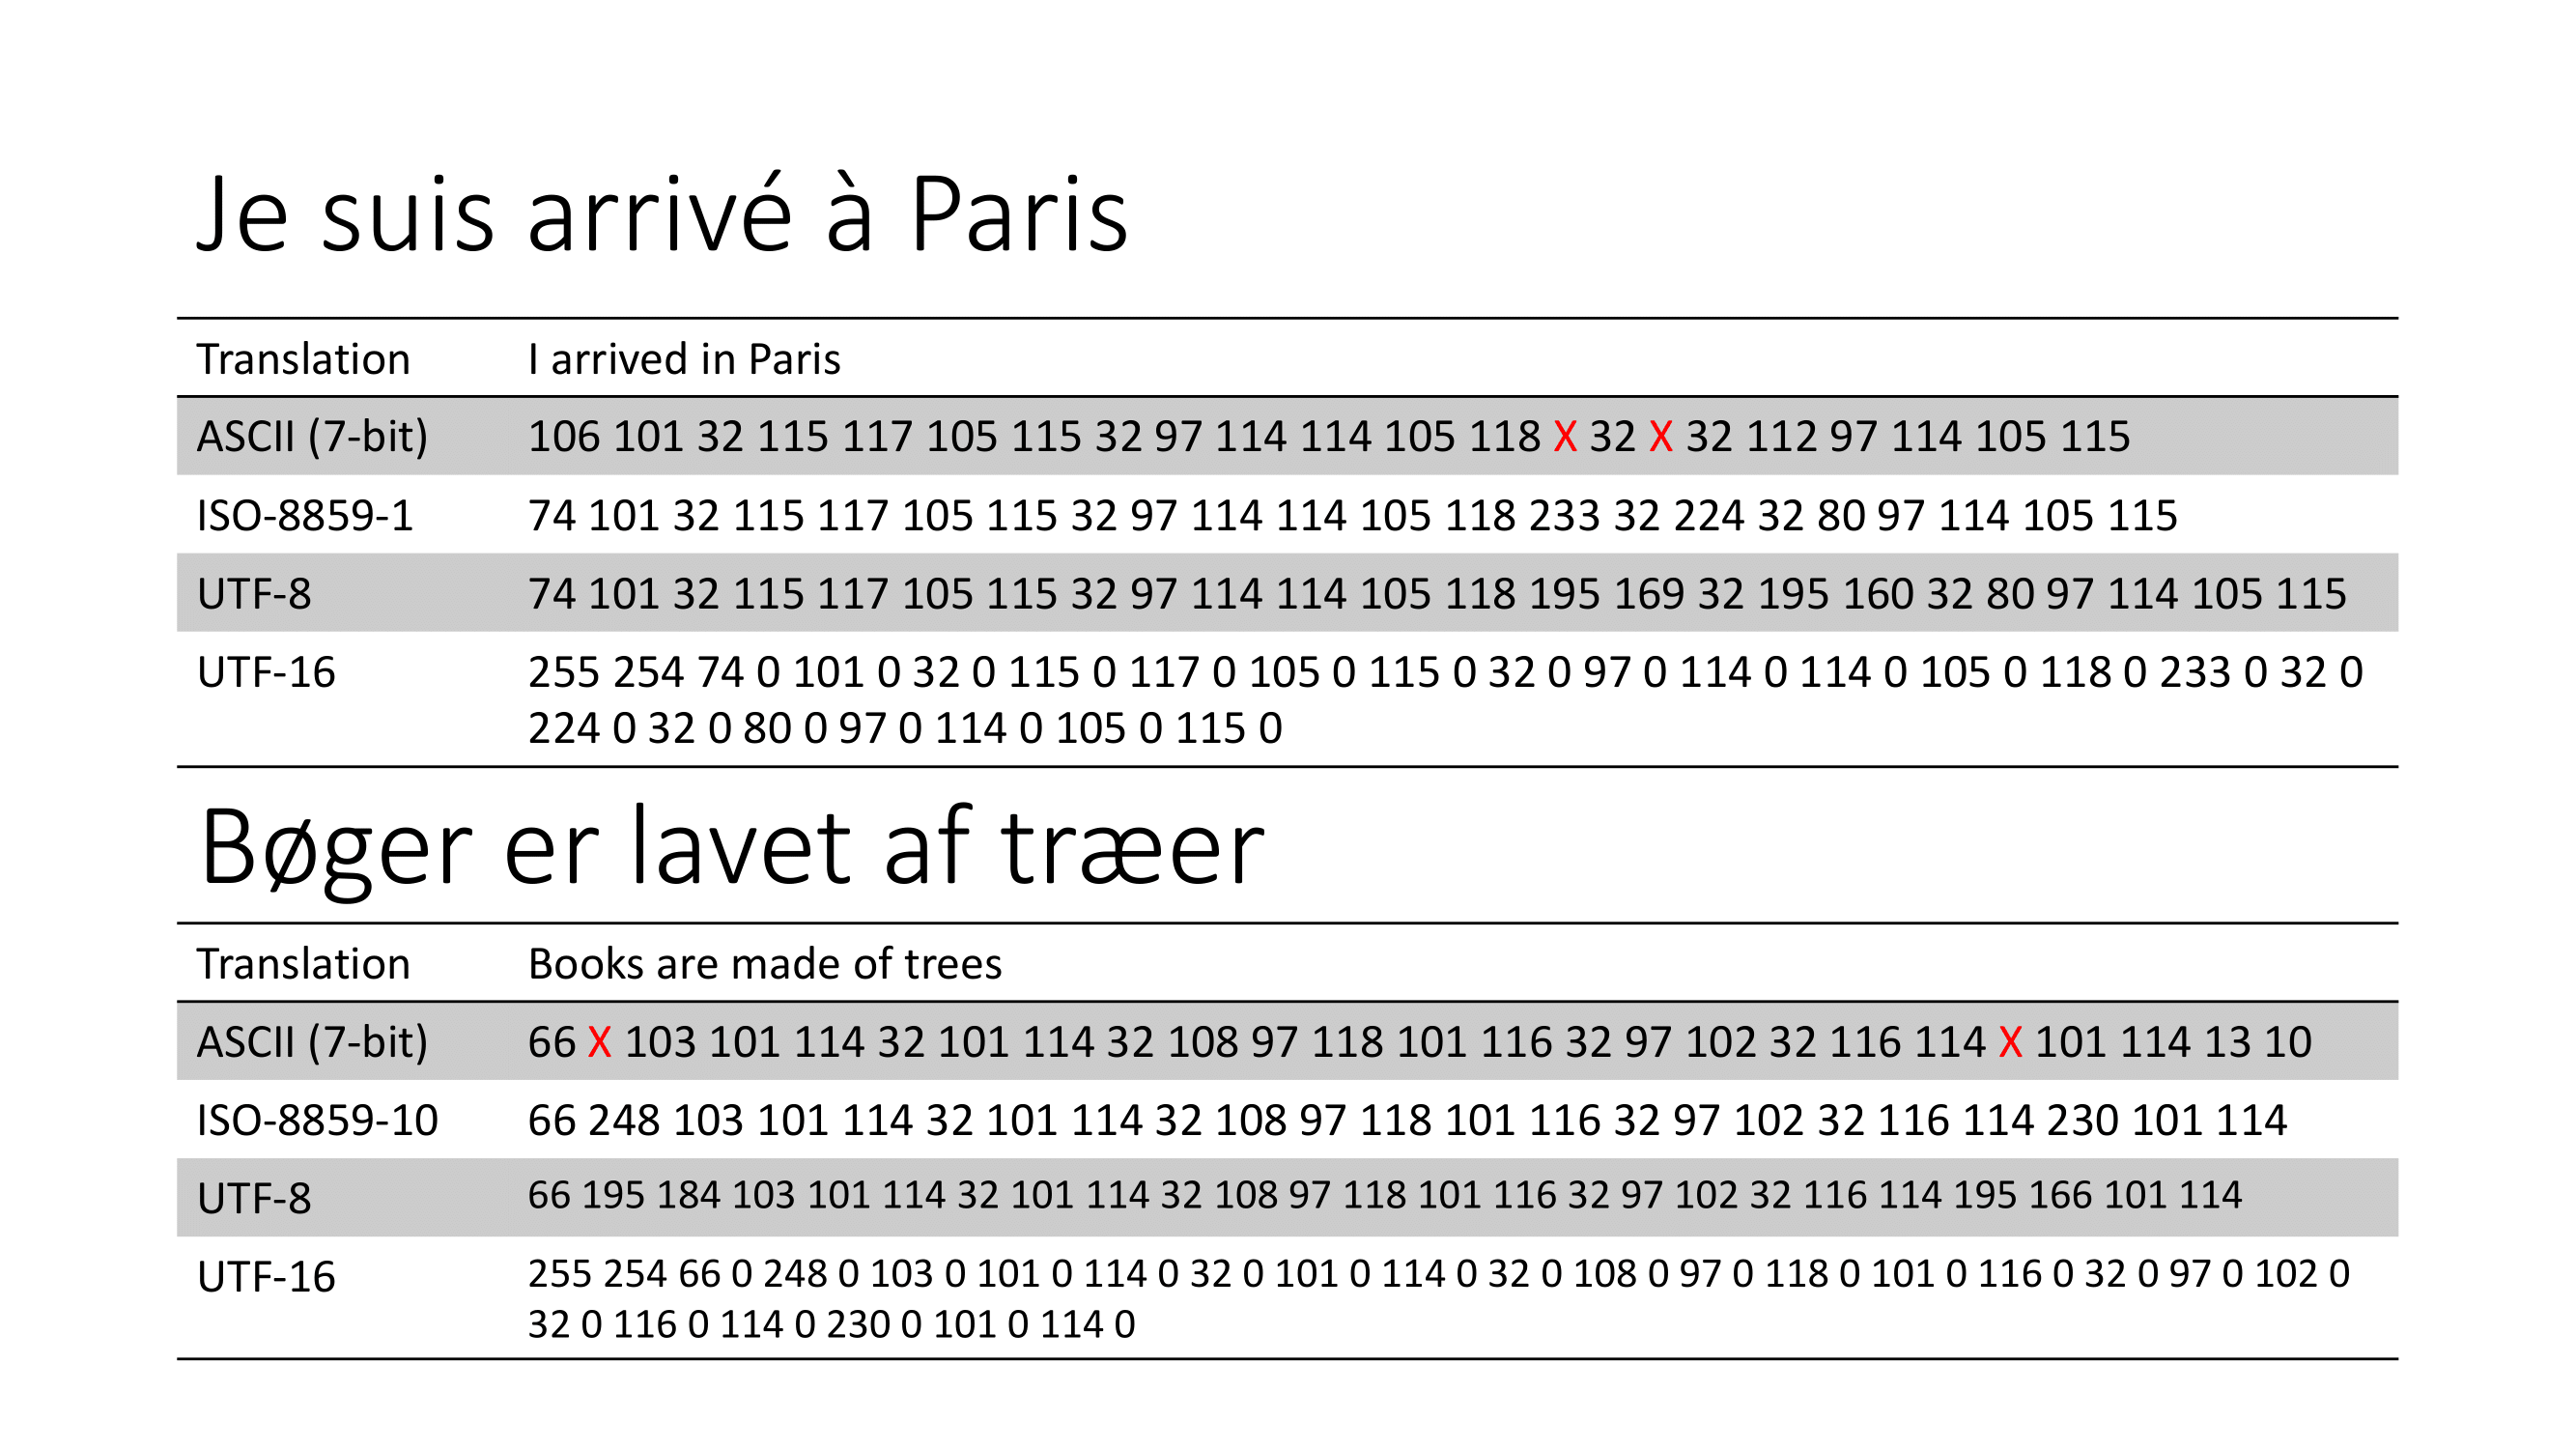 Je suis arrivé à Paris
Translation I arrived in Paris
ASCII (7-bit) 106 101 32 115 117 105 115 32 97 114 114 105 118 X 32 X 32 112 97 114 105 115
ISO-8859-1 74 101 32 115 117 105 115 32 97 114 114 105 118 233 32 224 32 80 97 114 105 115
UTF-8 74 101 32 115 117 105 115 32 97 114 114 105 118 195 169 32 195 160 32 80 97 114 105 115
UTF-16 255 254 74 0 101 0 32 0 115 0 117 0 105 0 115 0 32 0 97 0 114 0 114 0 105 0 118 0 233 0 32 0
224 0 32 0 80 0 97 0 114 0 105 0 115 0
Bøger er lavet af træer
Translation Books are made of trees
ASCII (7-bit) 66 X 103 101 114 32 101 114 32 108 97 118 101 116 32 97 102 32 116 114 X 101 114 13 10
ISO-8859-10 66 248 103 101 114 32 101 114 32 108 97 118 101 116 32 97 102 32 116 114 230 101 114
UTF-8 66 195 184 103 101 114 32 101 114 32 108 97 118 101 116 32 97 102 32 116 114 195 166 101 114
UTF-16 255 254 66 0 248 0 103 0 101 0 114 0 32 0 101 0 114 0 32 0 108 0 97 0 118 0 101 0 116 0 32 0 97 0 102 0
32 0 116 0 114 0 230 0 101 0 114 0